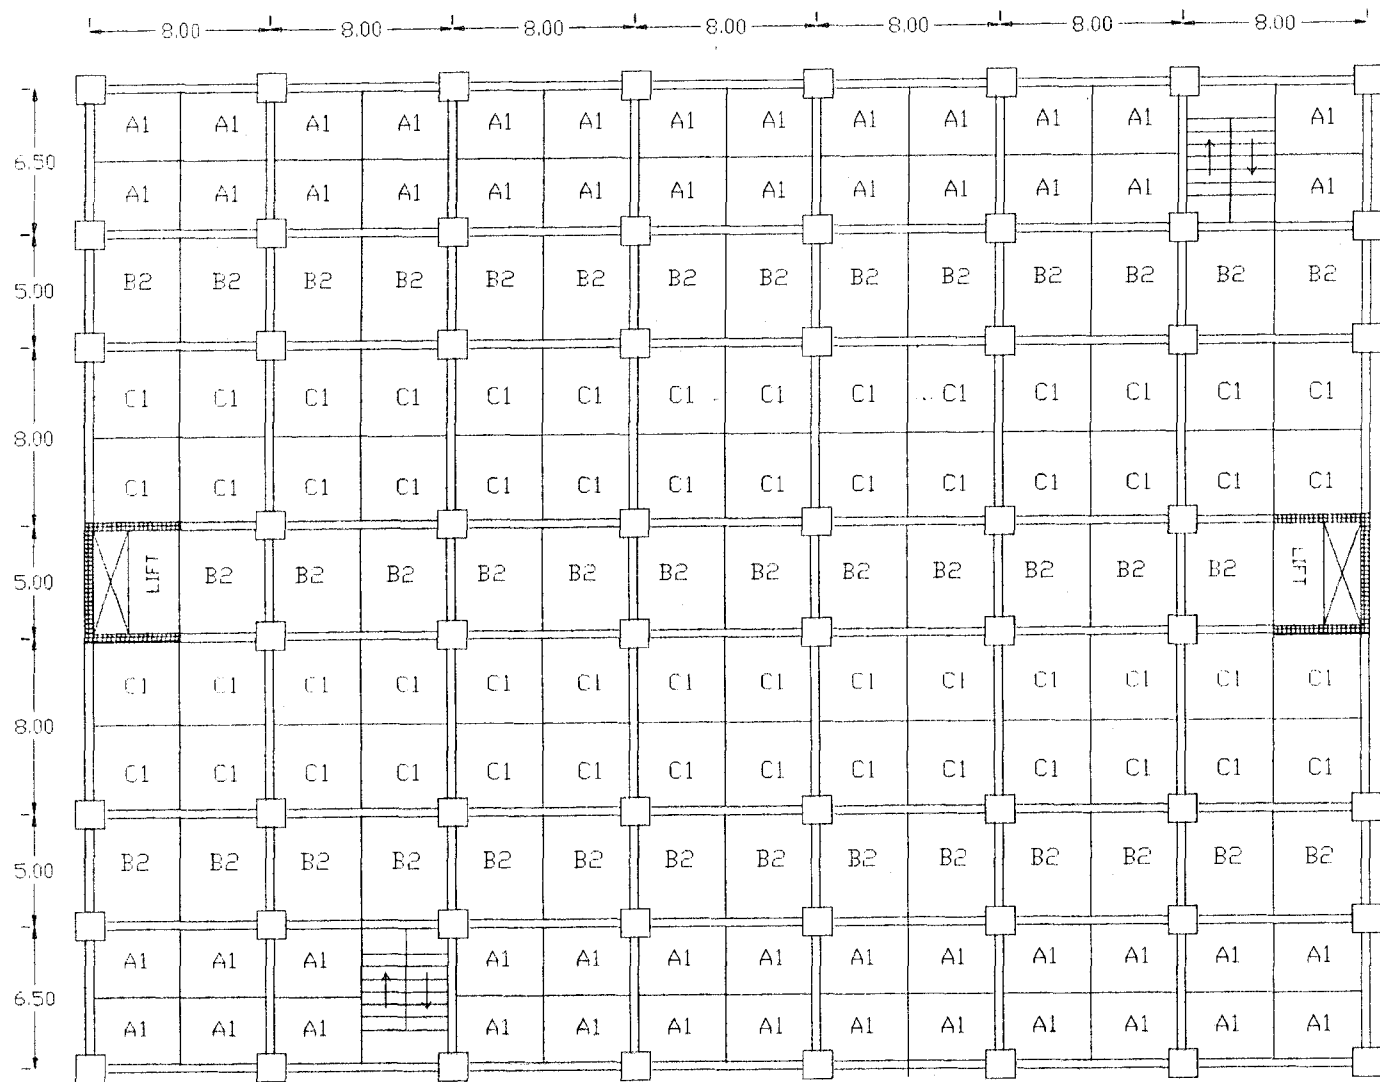 8.00 8.00 8.00 8.00 8.00 8.00 8.00
A1 A1 A1 A1 A1 A1 A1 A1 A1 A1 A1 A1 A1
6.50
A1 A1 A1 A1 A1 A1 A1 A1 A1 A1 A1 A1 A1
B2 B2 B2 B2 B2 B2 B2 B2 B2 B2 B2 B2 B2 B2
5.00
C1 C1 C1 C1 C1 C1 C1 C1 C1 C1 C1 C1 C1 C1
8.00
C1 C1 C1 C1 C1 C1 C1 C1 C1 C1 C1 C1 C1 C1
5.00 LIFT B2 B2 B2 B2 B2 B2 B2 B2 B2 B2 B2 B2 LIFT
C1 C1 C1 C1 C1 C1 C1 C1 C1 C1 C1 C1 C1 C1
8.00
C1 C1 C1 C1 C1 C1 C1 C1 C1 C1 C1 C1 C1 C1
B2 B2 B2 B2 B2 B2 B2 B2 B2 B2 B2 B2 B2 B2
5.00
A1 A1 A1 A1 A1 A1 A1 A1 A1 A1 A1 A1 A1
6.50
A1 A1 A1 A1 A1 A1 A1 A1 A1 A1 A1 A1 A1